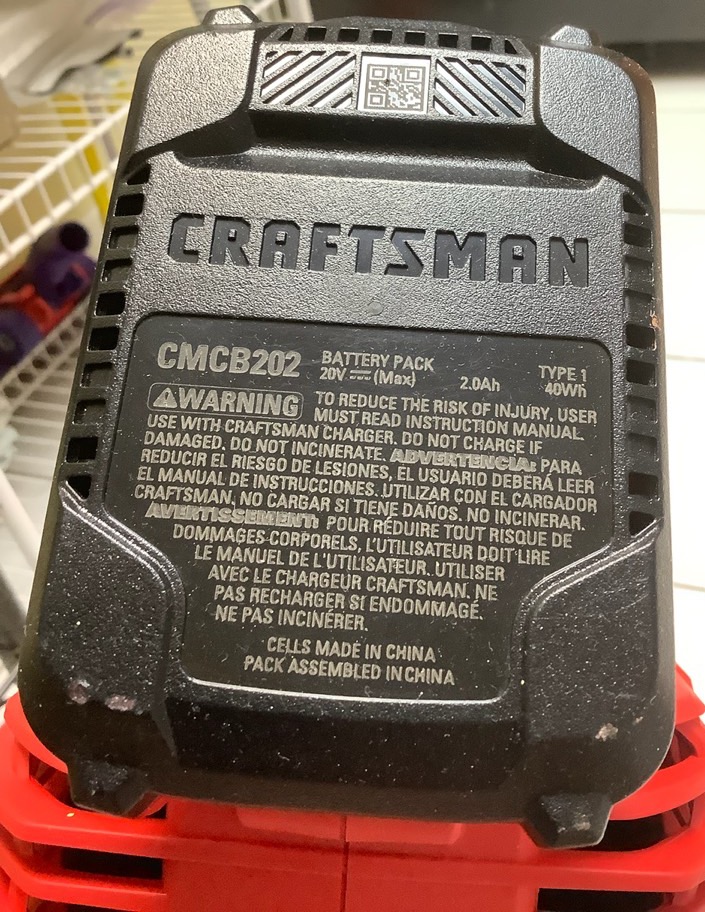 CRAFTSMAN
CMCB202 BATTERY PACK
20V ⎓ (Max) 2.0Ah TYPE 1
40Wh
⚠WARNING TO REDUCE THE RISK OF INJURY, USER
MUST READ INSTRUCTION MANUAL.
USE WITH CRAFTSMAN CHARGER. DO NOT CHARGE IF
DAMAGED. DO NOT INCINERATE. ADVERTENCIA: PARA
REDUCIR EL RIESGO DE LESIONES, EL USUARIO DEBERÁ LEER
EL MANUAL DE INSTRUCCIONES. UTILIZAR CON EL CARGADOR
CRAFTSMAN, NO CARGAR SI TIENE DAÑOS. NO INCINERAR.
AVERTISSEMENT: POUR RÉDUIRE TOUT RISQUE DE
DOMMAGES CORPORELS, L'UTILISATEUR DOIT LIRE
LE MANUEL DE L'UTILISATEUR. UTILISER
AVEC LE CHARGEUR CRAFTSMAN. NE
PAS RECHARGER SI ENDOMMAGÉ.
NE PAS INCINÉRER.
CELLS MADE IN CHINA
PACK ASSEMBLED IN CHINA